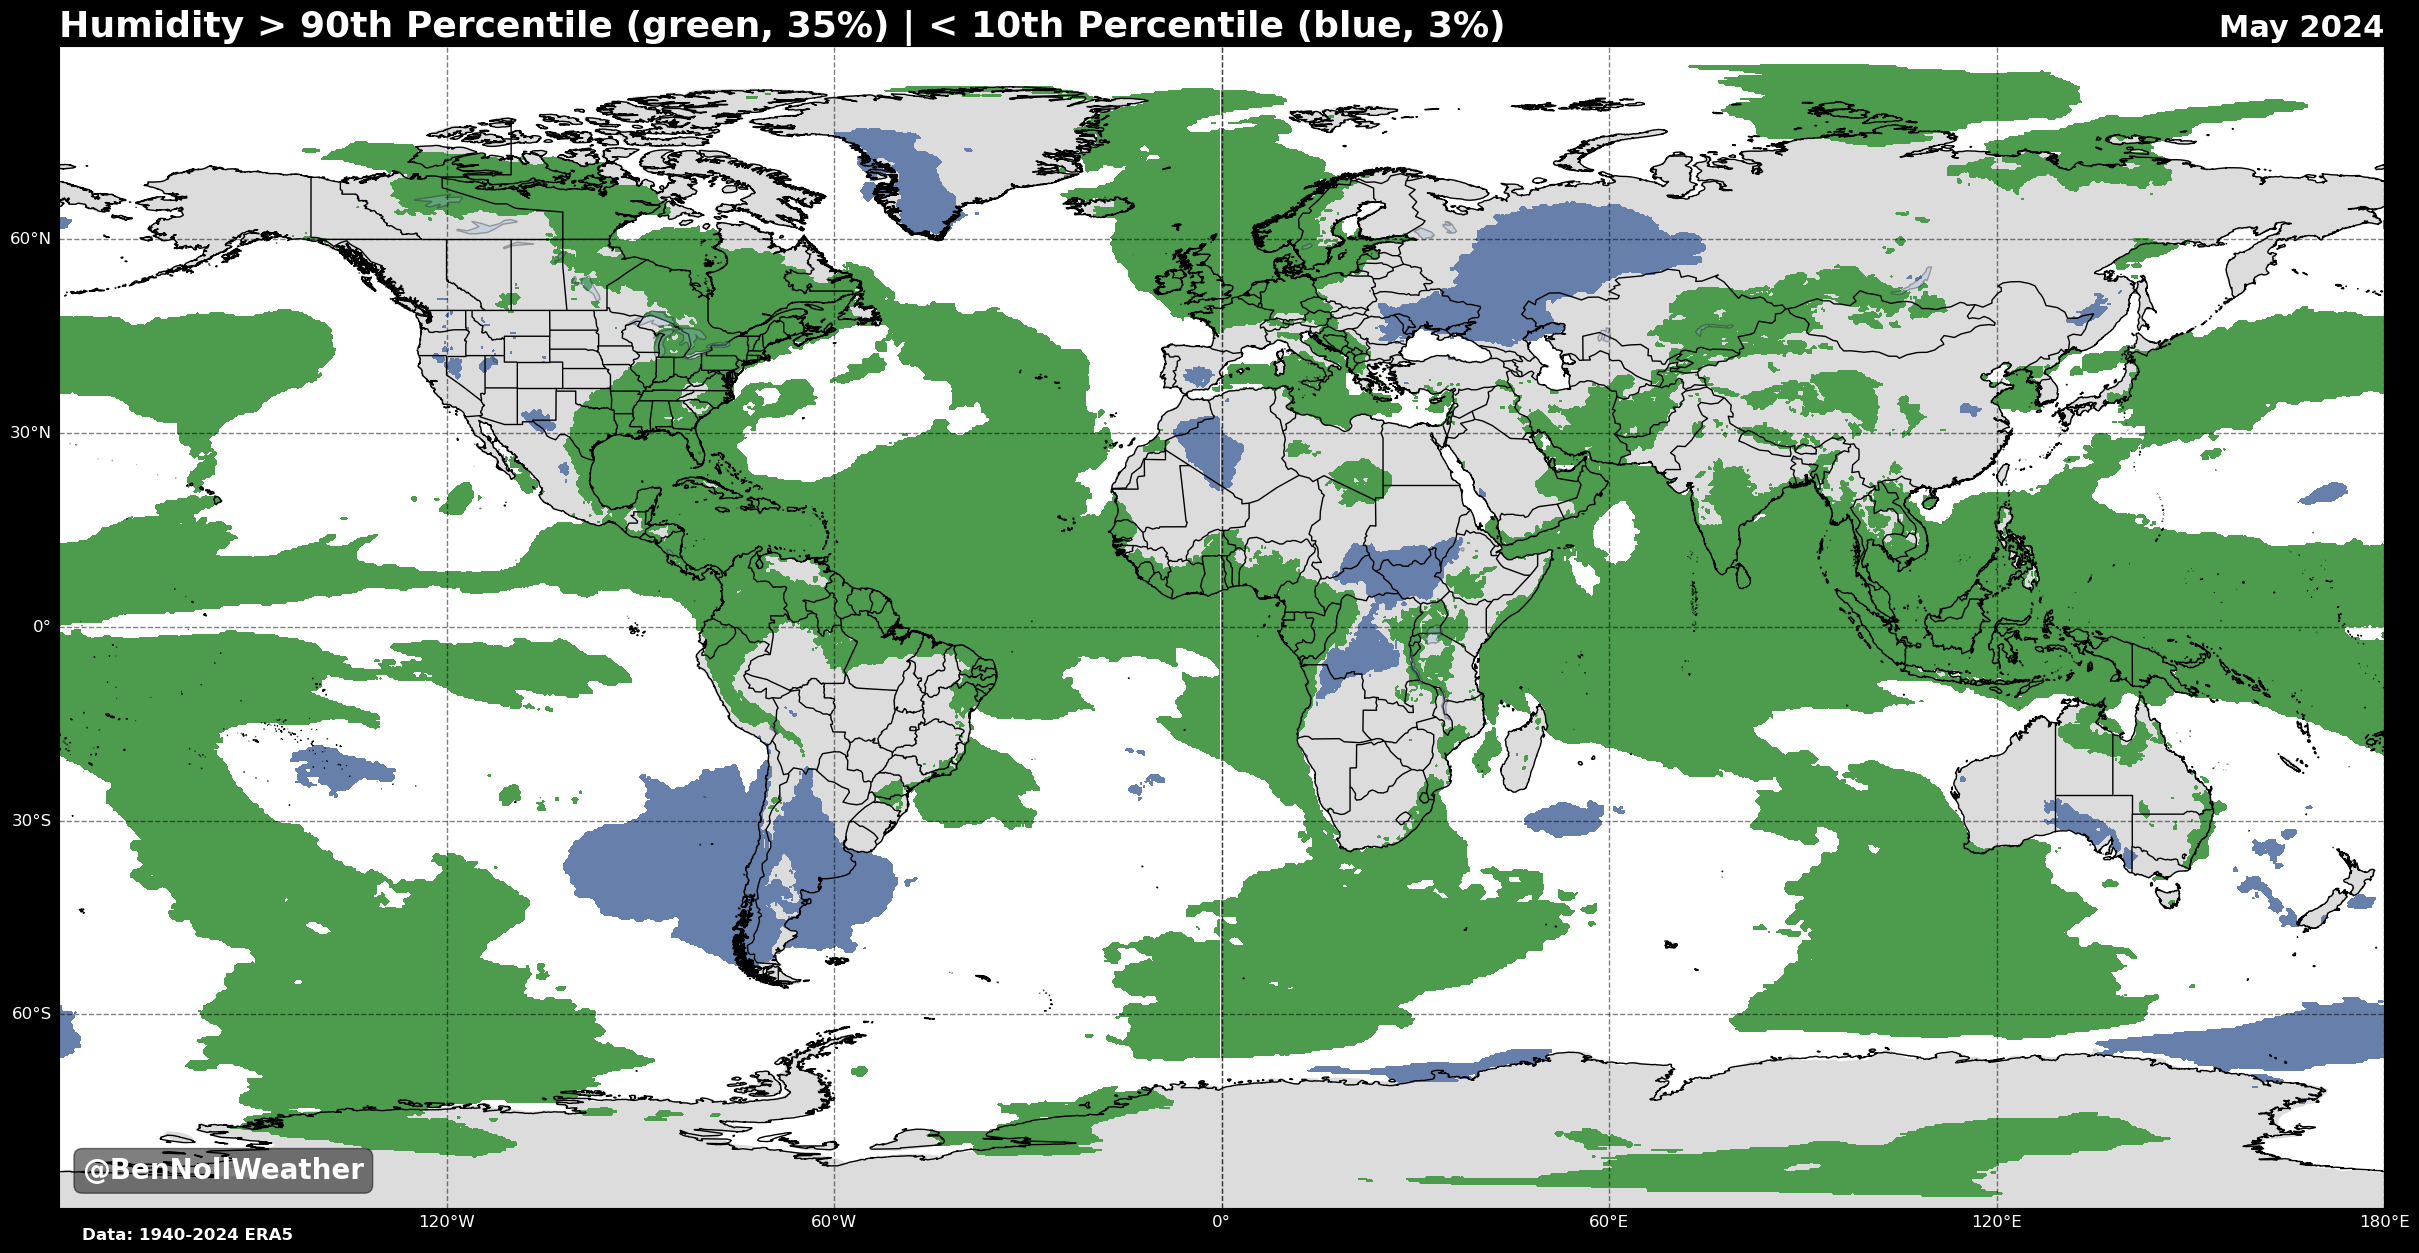 Humidity > 90th Percentile (green, 35%) | < 10th Percentile (blue, 3%)
May 2024
60°N
30°N
0°
30°S
60°S
@BenNollWeather
120°W
60°W
0°
60°E
120°E
180°E
Data: 1940-2024 ERA5